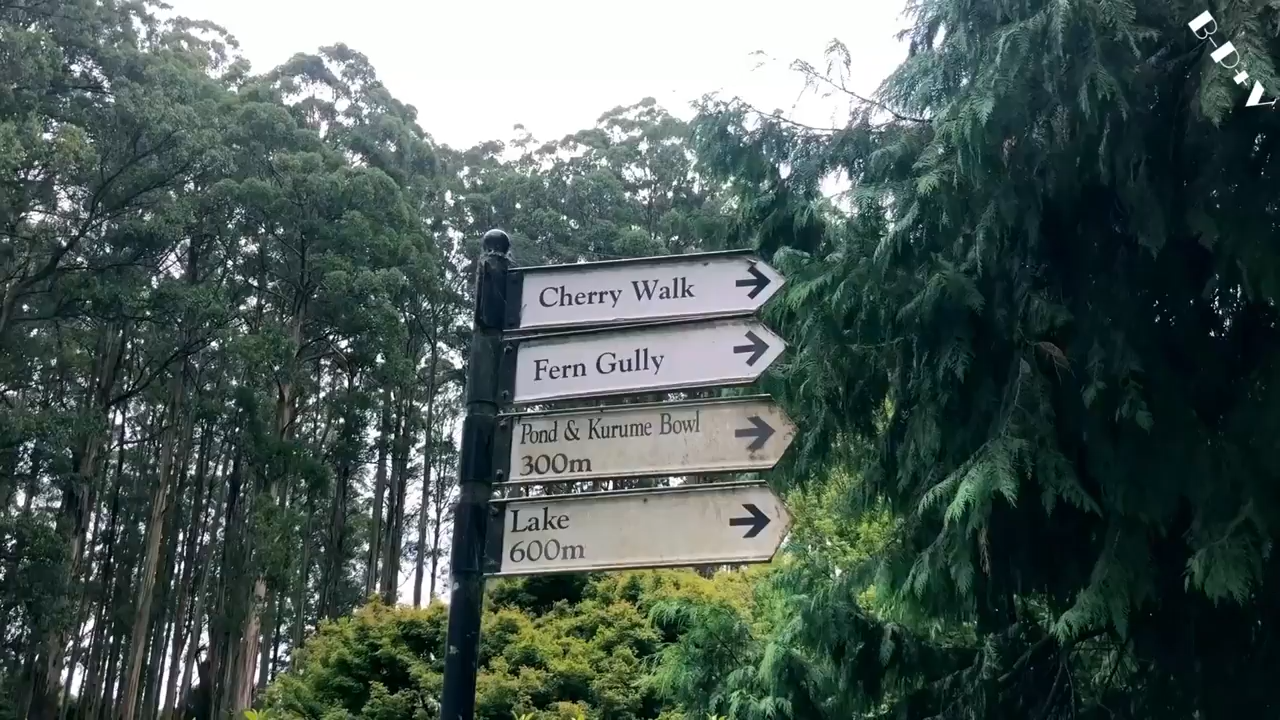 B-D+V
Cherry Walk
Fern Gully
Pond & Kurume Bowl
300m
Lake
600m